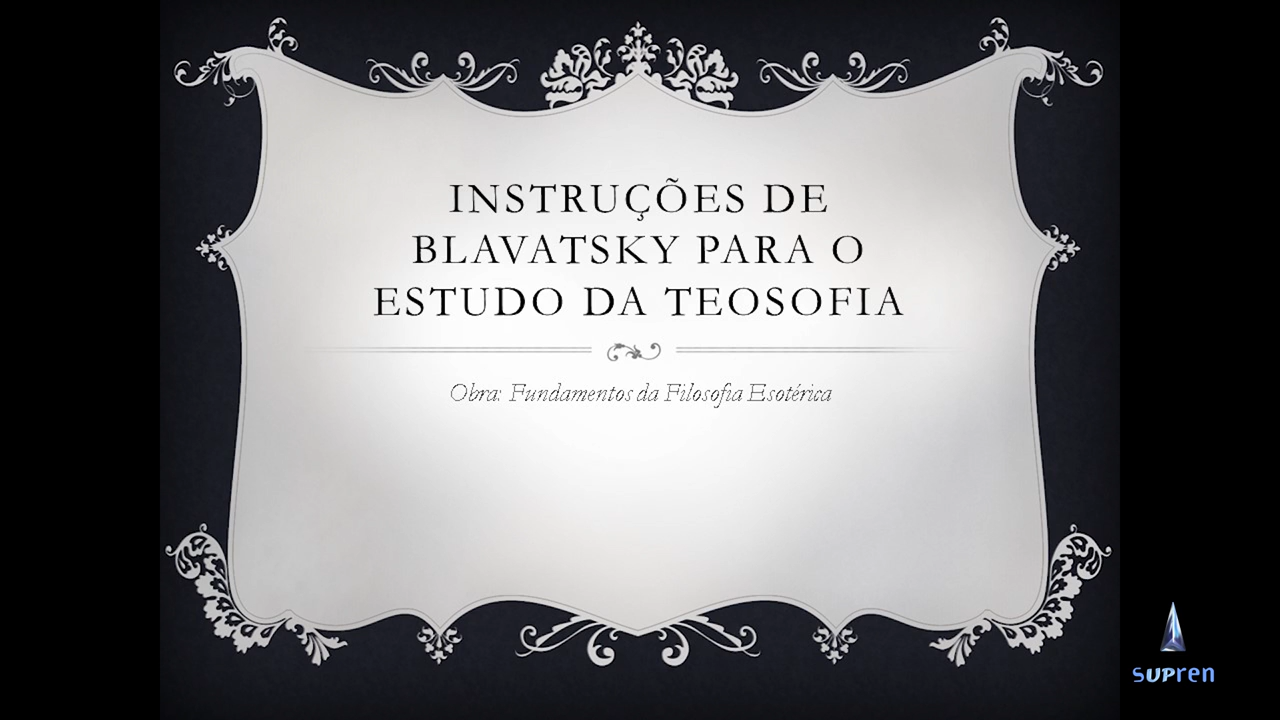 INSTRUÇÕES DE
BLAVATSKY PARA O
ESTUDO DA TEOSOFIA
Obra: Fundamentos da Filosofia Esotérica
supren